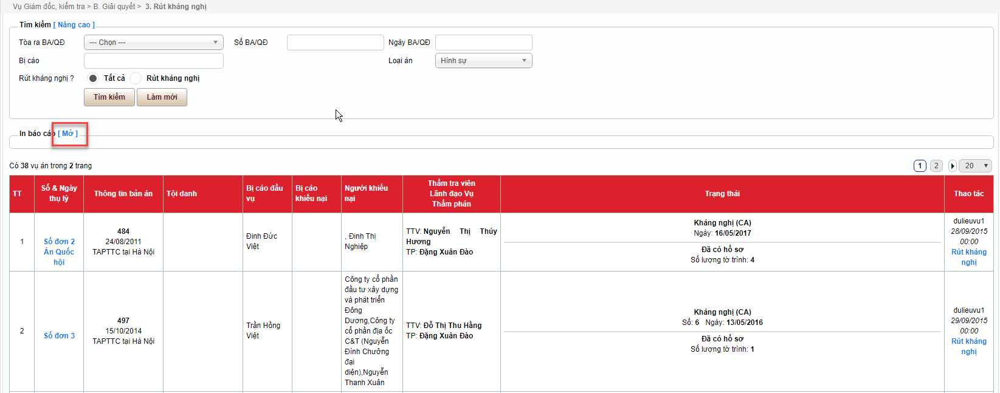 Vụ Giám đốc, kiểm tra > B. Giải quyết > 3. Rút kháng nghị
Tìm kiếm [ Nâng cao ]
Tòa ra BA/QĐ --- Chọn --- Số BA/QĐ Ngày BA/QĐ
Bị cáo Loại án Hình sự
Rút kháng nghị ? Tất cả Rút kháng nghị
Tìm kiếm Làm mới
In báo cáo [ Mở ]
Có 38 vụ án trong 2 trang 1 2 20
TT
Số & Ngày
thụ lý
Thông tin bản án
Tội danh
Bị cáo đầu
vụ
Bị cáo
khiếu nại
Người khiếu
nại
Thẩm tra viên
Lãnh đạo Vụ
Thẩm phán
Trạng thái
Thao tác
1
Số đơn 2
Án Quốc
hội
484
24/08/2011
TAPTTC tại Hà Nội
Đinh Đức
Việt
, Đinh Thị
Nghiệp
TTV: Nguyễn Thị Thúy
Hương
TP: Đặng Xuân Đào
Kháng nghị (CA)
Ngày: 16/05/2017
Đã có hồ sơ
Số lượng tờ trình: 4
dulieuvu1
28/09/2015
00:00
Rút kháng
nghị
2
Số đơn 3
497
15/10/2014
TAPTTC tại Hà Nội
Trần Hồng
Việt
Công ty cổ phần
đầu tư xây dựng
và phát triển
Đông
Dương,Công ty
cổ phần địa ốc
C&T (Nguyễn
Đình Chưởng
đại
diện),Nguyễn
Thanh Xuân
TTV: Đỗ Thị Thu Hằng
TP: Đặng Xuân Đào
Kháng nghị (CA)
Số: 6 Ngày: 13/05/2016
Đã có hồ sơ
Số lượng tờ trình: 1
dulieuvu1
29/09/2015
00:00
Rút kháng
nghị